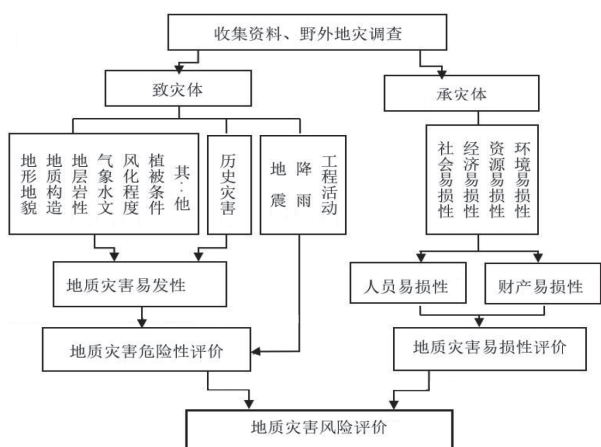 收集资料、野外地灾调查
致灾体
承灾体
地形地貌
地质构造
地层岩性
气象水文
风化程度
植被条件
其…他
历史灾害
地震
降雨
工程活动
社会易损性
经济易损性
资源易损性
环境易损性
地质灾害易发性
人员易损性
财产易损性
地质灾害危险性评价
地质灾害易损性评价
地质灾害风险评价